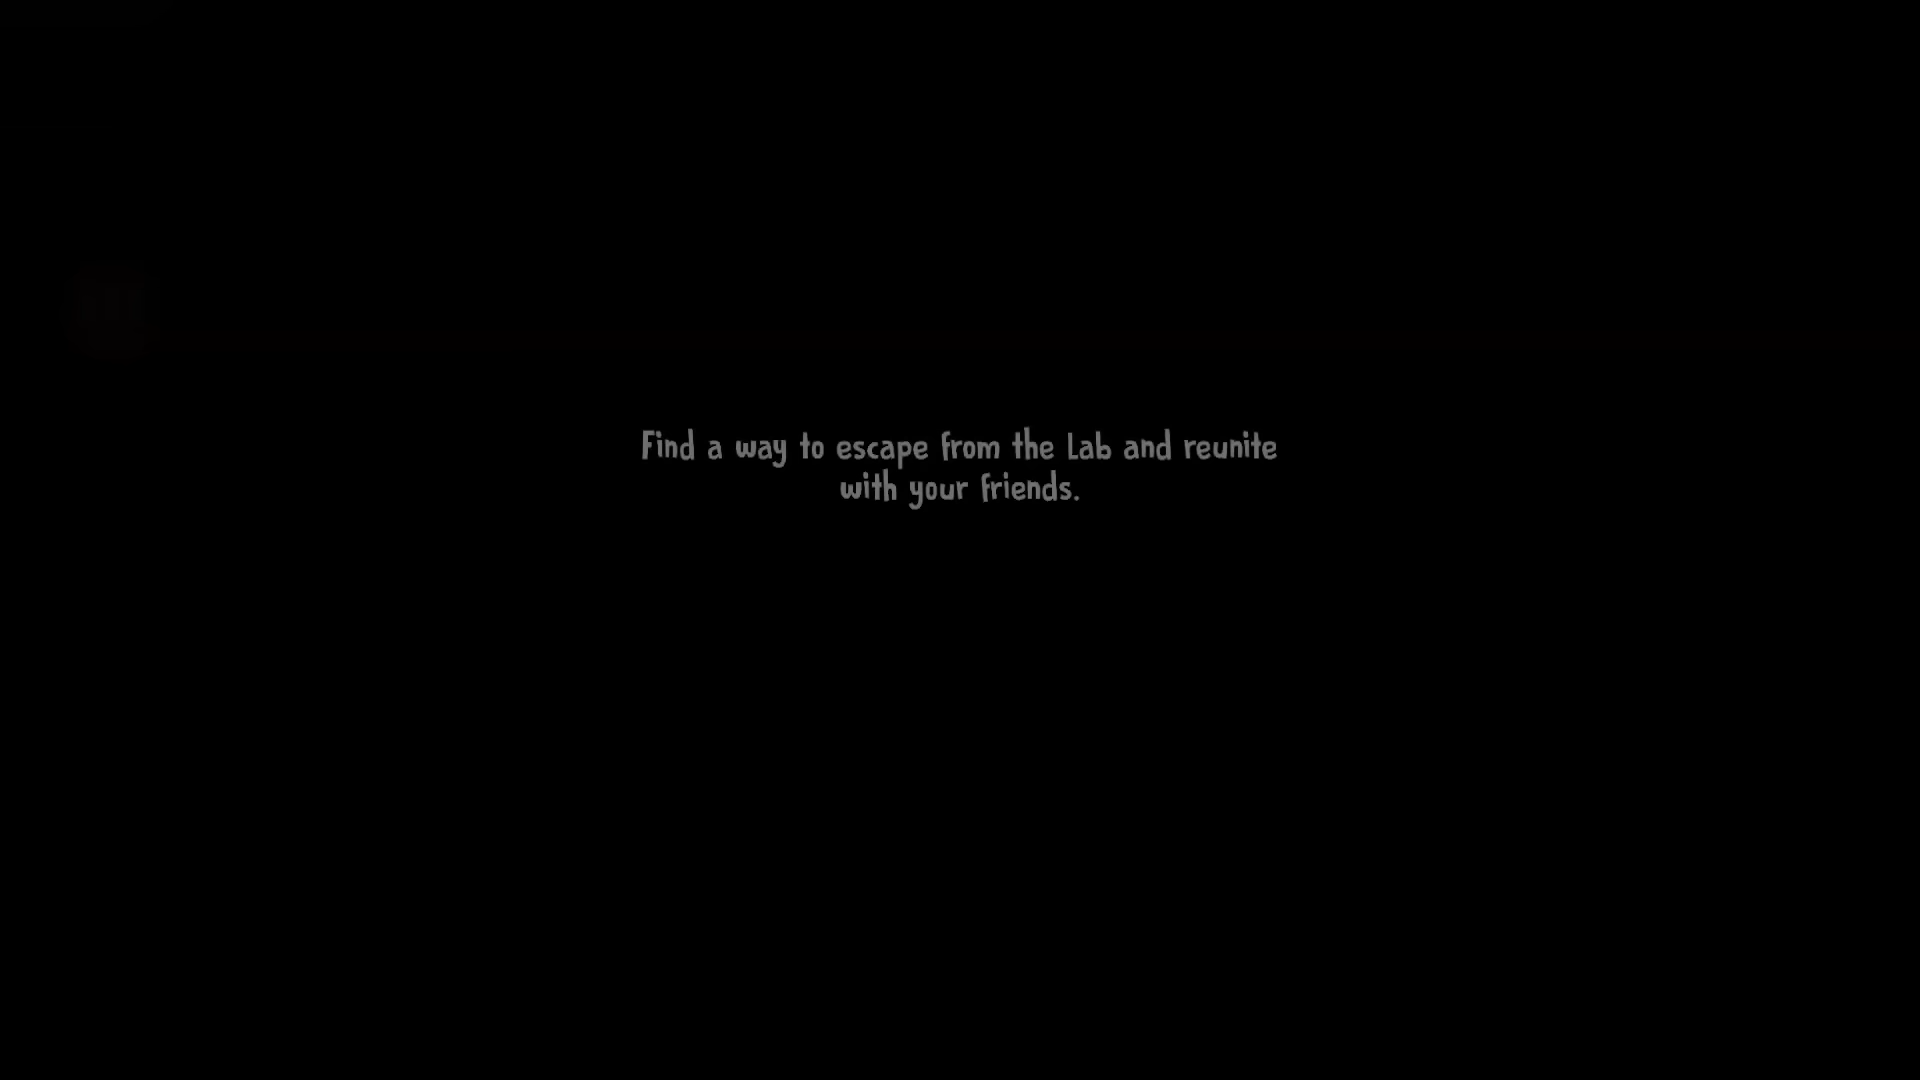 Find a way to escape from the Lab and reunite
with your friends.